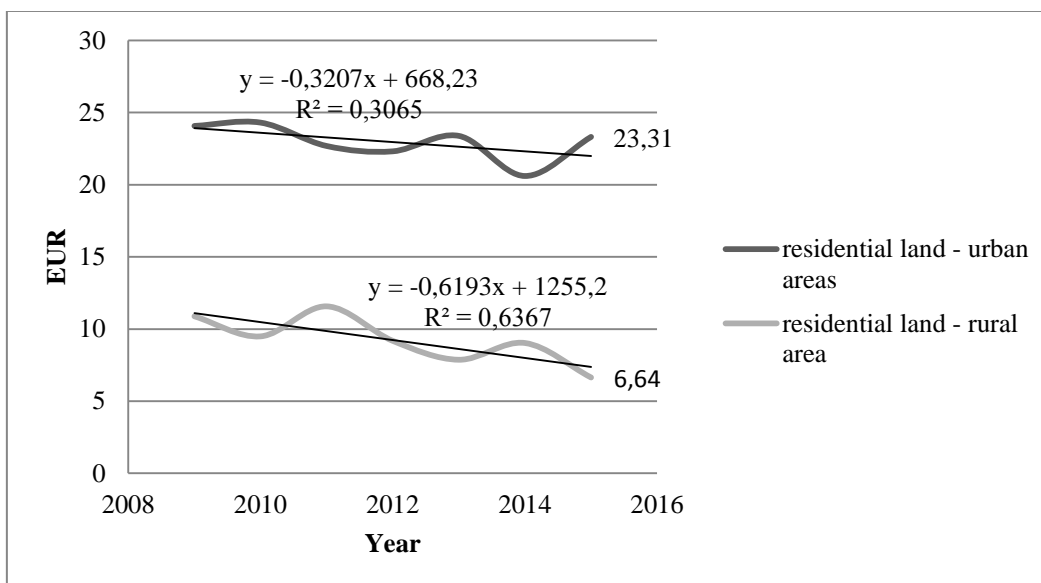 30
25
20
15
10
5
0
EUR
y = -0,3207x + 668,23
R² = 0,3065
23,31
y = -0,6193x + 1255,2
R² = 0,6367
6,64
2008 2010 2012 2014 2016
Year
residential land - urban
areas
residential land - rural
area